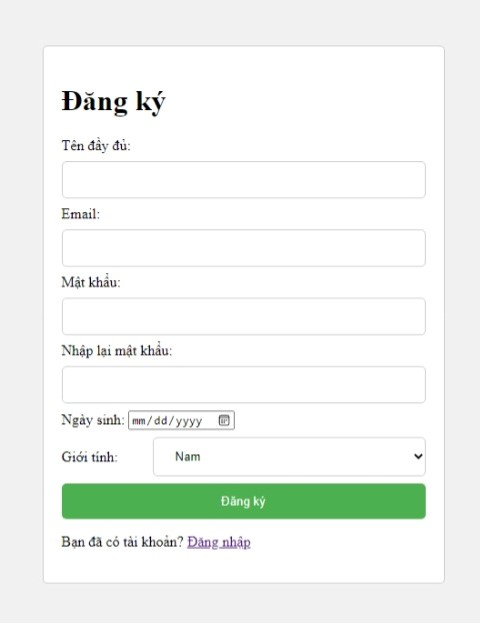 Đăng ký
Tên đầy đủ:
Email:
Mật khẩu:
Nhập lại mật khẩu:
Ngày sinh: mm/dd/yyyy
Giới tính: Nam
Đăng ký
Bạn đã có tài khoản? Đăng nhập